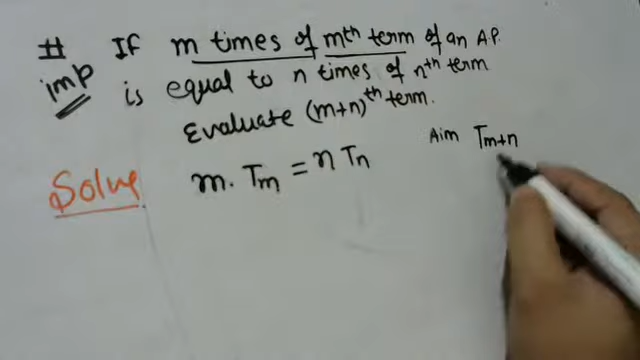 # If m times of mth term of an A.P.
imp is equal to n times of nth term
Evaluate (m+n)th term.
Aim Tm+n
Solve m. Tm = n Tn